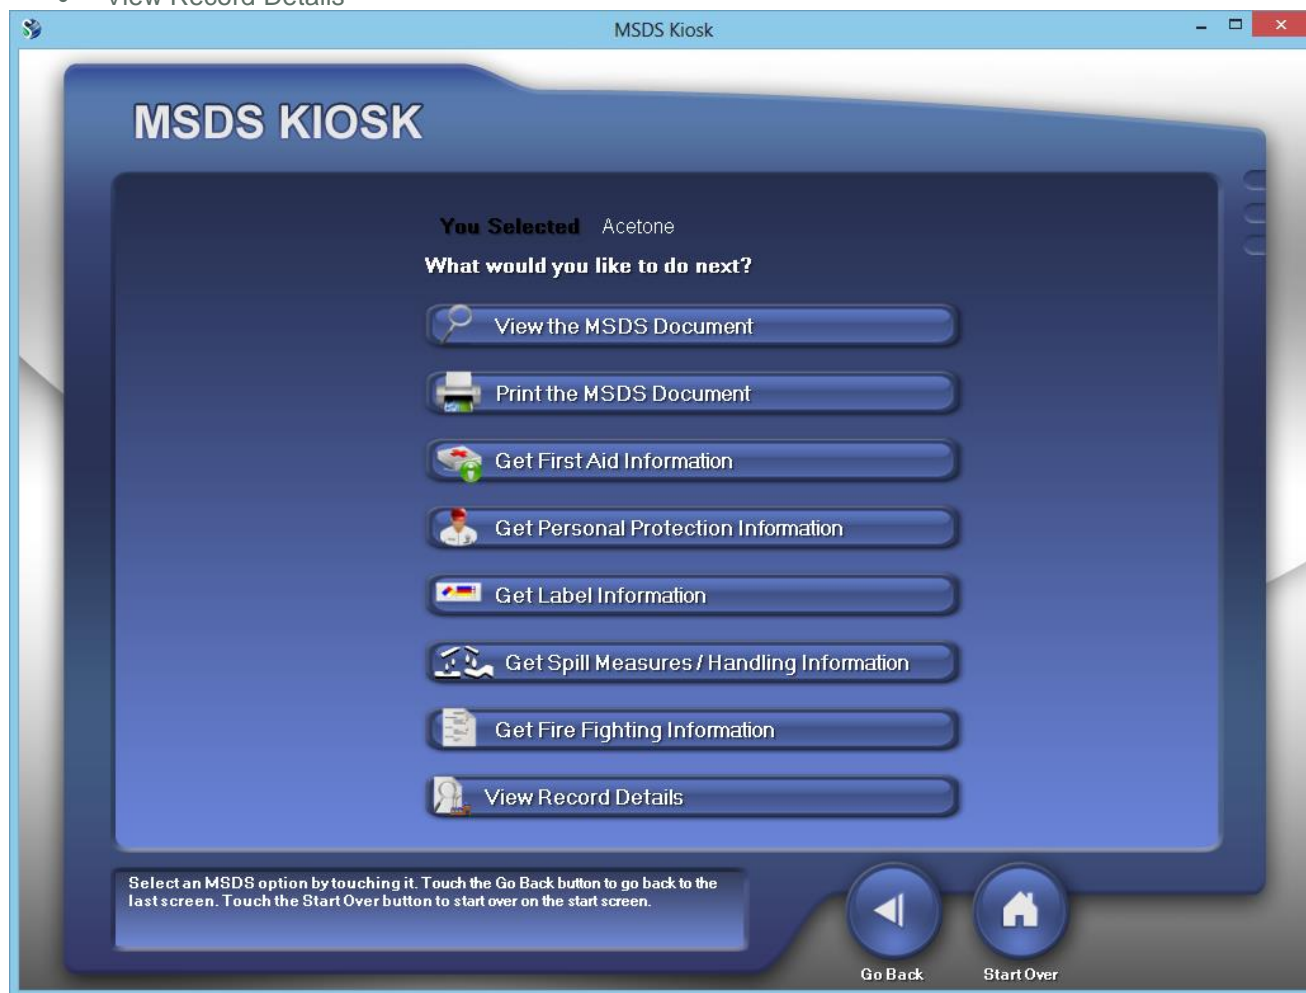 View Record Details
MSDS Kiosk
MSDS KIOSK
You Selected Acetone
What would you like to do next?
View the MSDS Document
Print the MSDS Document
Get First Aid Information
Get Personal Protection Information
Get Label Information
Get Spill Measures / Handling Information
Get Fire Fighting Information
View Record Details
Select an MSDS option by touching it. Touch the Go Back button to go back to the
last screen. Touch the Start Over button to start over on the start screen.
Go Back Start Over